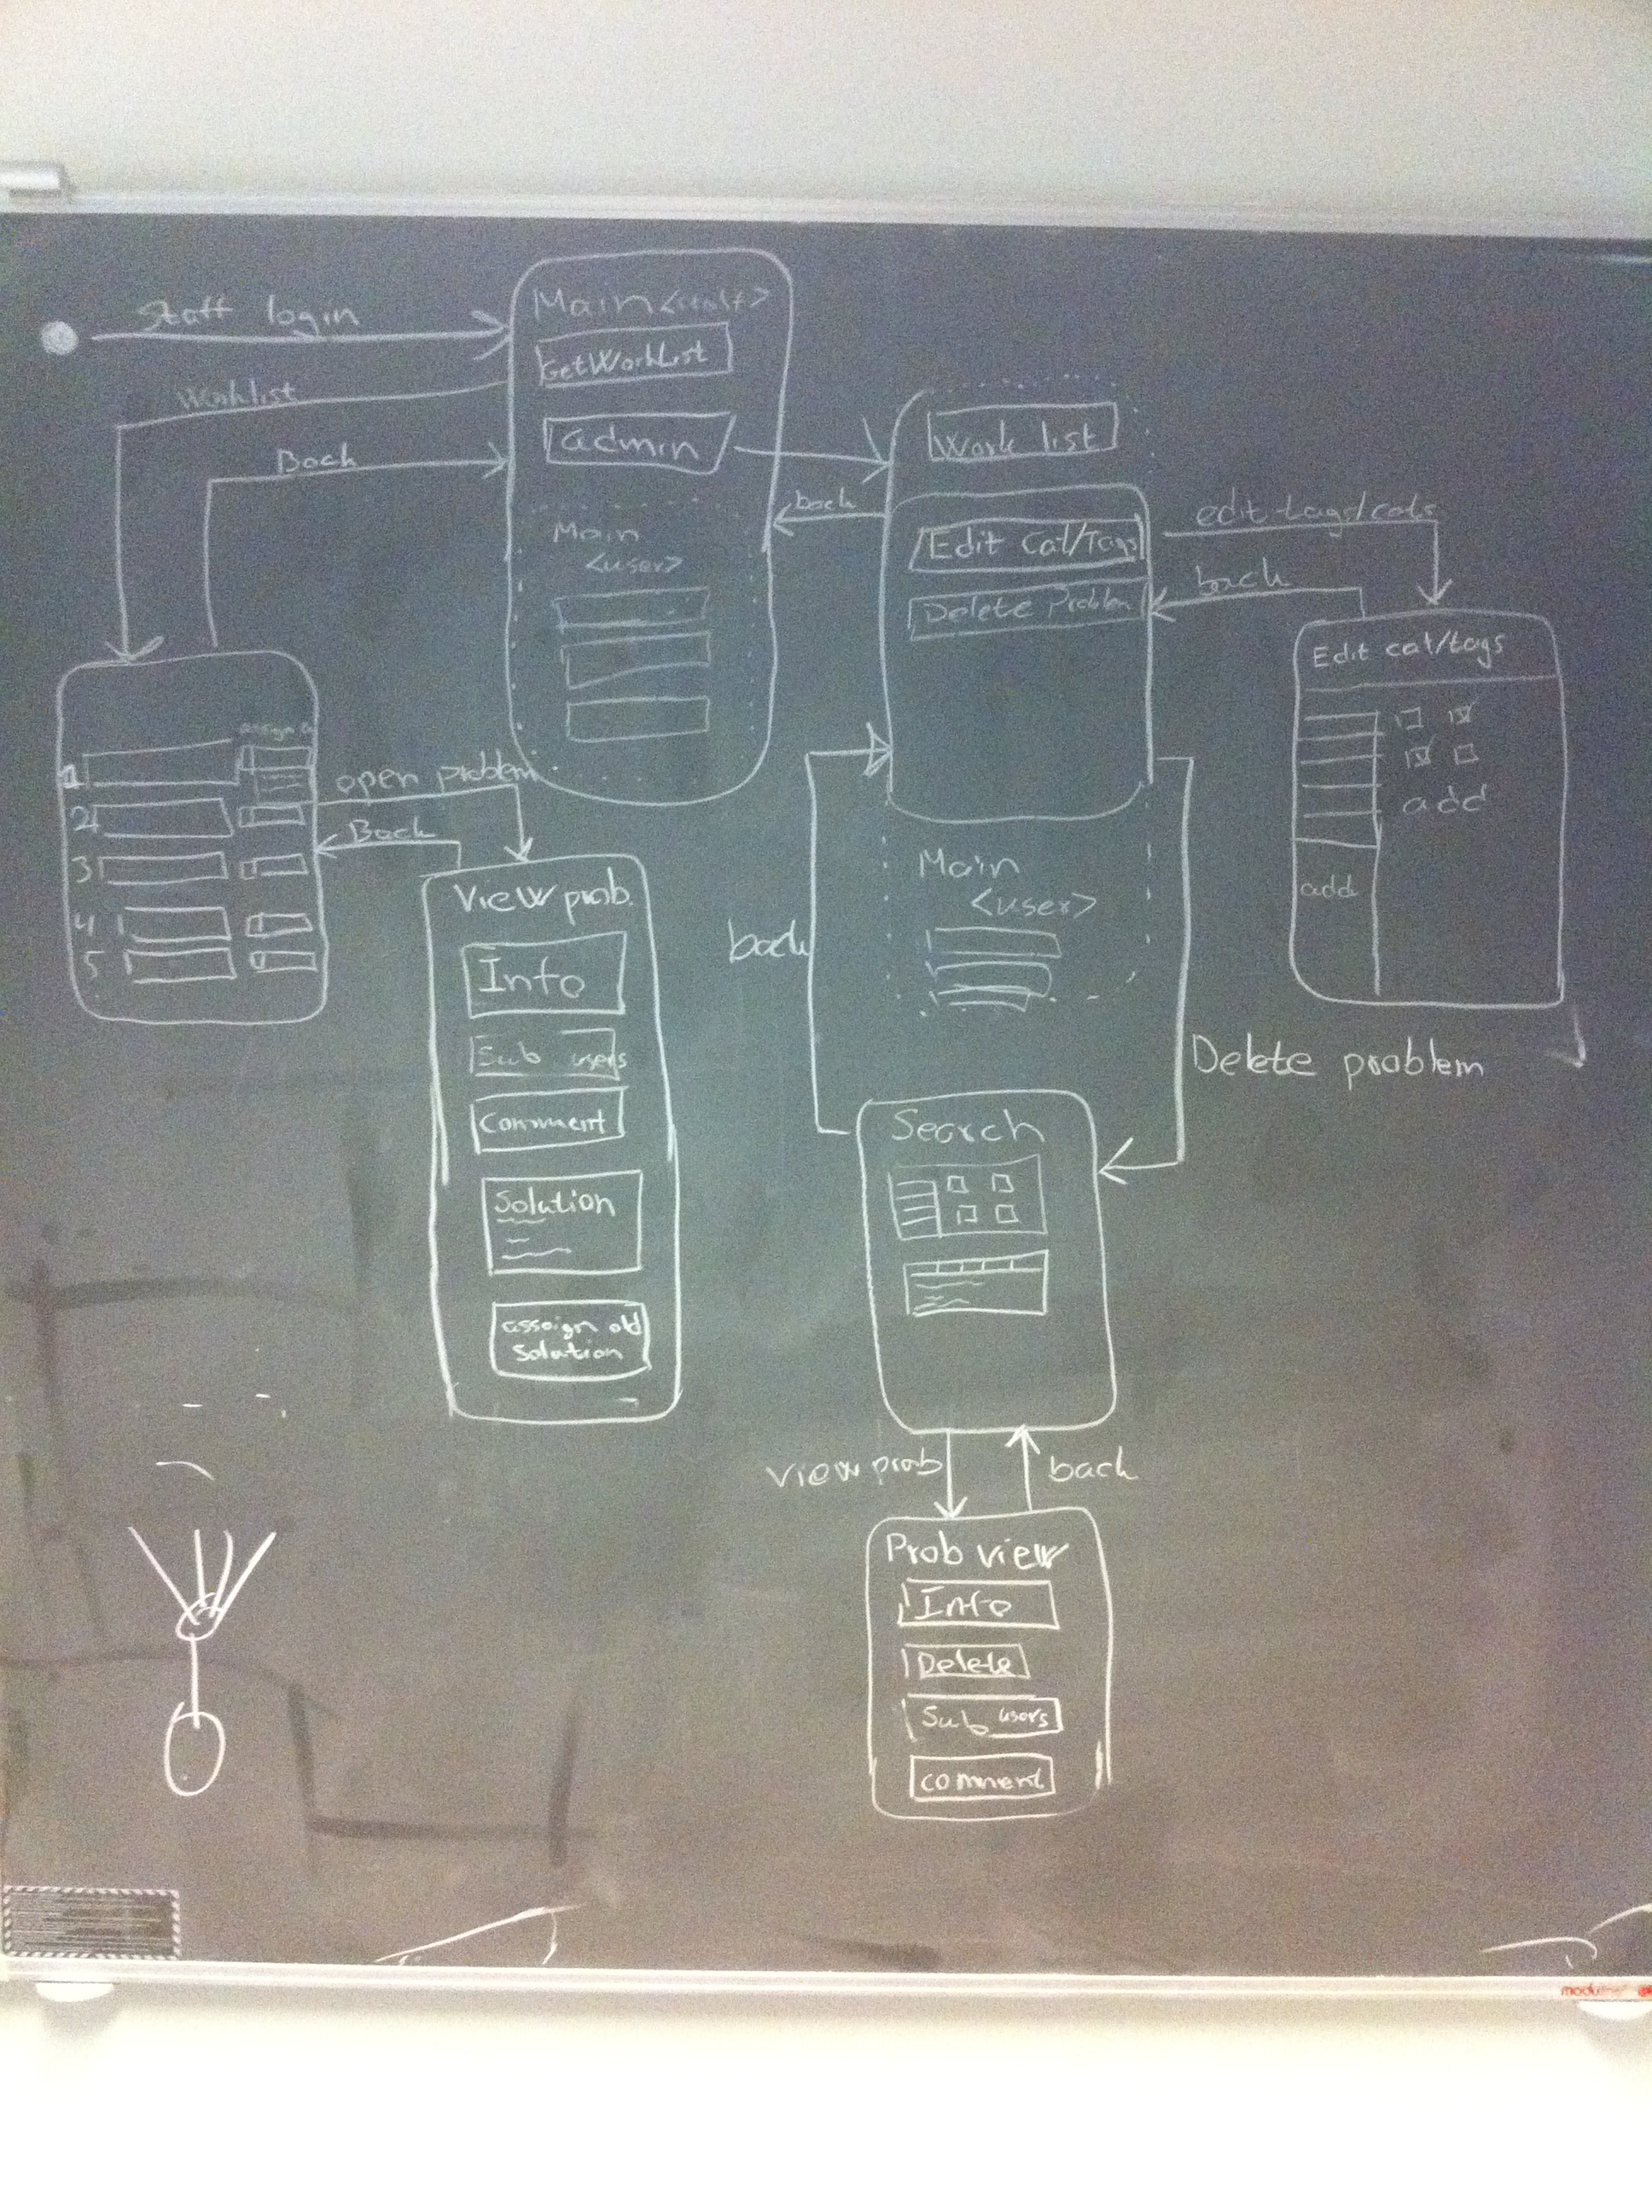 Staff login
Worklist
Back
Main <staff>
GetWorkList
admin
Main
<user>
back
Work list
Edit Cat/Tags
Delete Problem
edit tags/cats
back
Edit cat/tags
add
add
1
2
3
4
5
open problem
Back
View prob.
Info
Sub users
Comment
Solution
assoign old
Solution
Main
<user>
back
Delete problem
Search
view prob
back
Prob view
Info
Delete
Sub users
comment